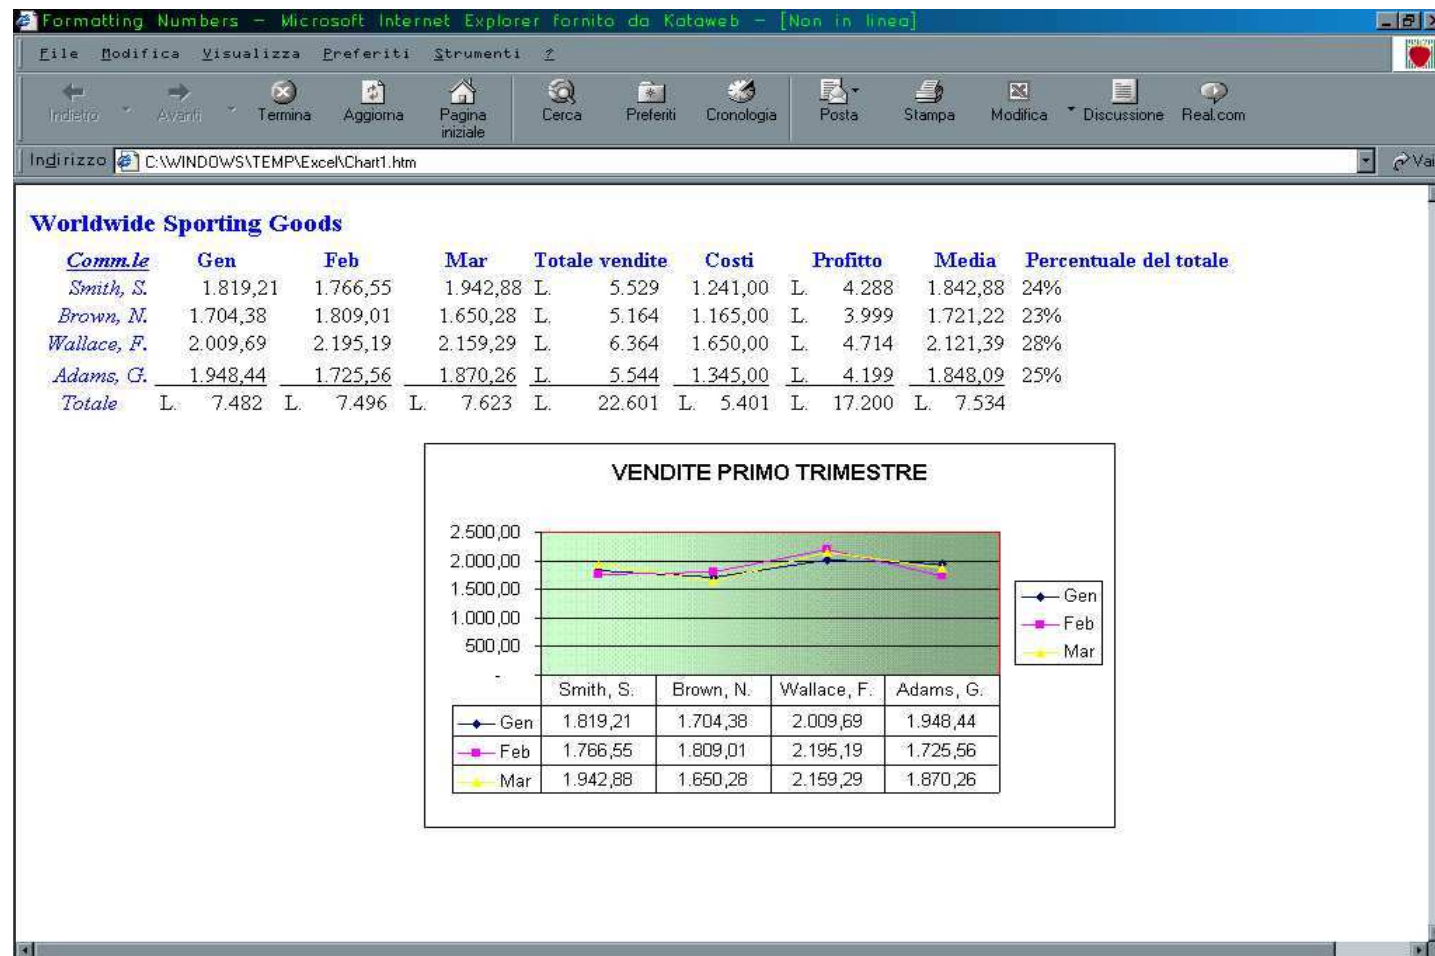 Formatting Numbers - Microsoft Internet Explorer fornito da Kataweb - [Non in linea]
File Modifica Visualizza Preferiti Strumenti ?
Indietro Avanti Termina Aggiorna Pagina iniziale Cerca Preferiti Cronologia Posta Stampa Modifica Discussione Real.com
Indirizzo C:\WINDOWS\TEMP\Excel\Chart1.htm Vai
Worldwide Sporting Goods
Comm.le Gen Feb Mar Totale vendite Costi Profitto Media Percentuale del totale
Smith, S. 1.819,21 1.766,55 1.942,88 L. 5.529 1.241,00 L. 4.288 1.842,88 24%
Brown, N. 1.704,38 1.809,01 1.650,28 L. 5.164 1.165,00 L. 3.999 1.721,22 23%
Wallace, F. 2.009,69 2.195,19 2.159,29 L. 6.364 1.650,00 L. 4.714 2.121,39 28%
Adams, G. 1.948,44 1.725,56 1.870,26 L. 5.544 1.345,00 L. 4.199 1.848,09 25%
Totale L. 7.482 L. 7.496 L. 7.623 L. 22.601 L. 5.401 L. 17.200 L. 7.534
VENDITE PRIMO TRIMESTRE
2.500,00
2.000,00
1.500,00
1.000,00
500,00
-
Gen
Feb
Mar
Smith, S. Brown, N. Wallace, F. Adams, G.
Gen 1.819,21 1.704,38 2.009,69 1.948,44
Feb 1.766,55 1.809,01 2.195,19 1.725,56
Mar 1.942,88 1.650,28 2.159,29 1.870,26